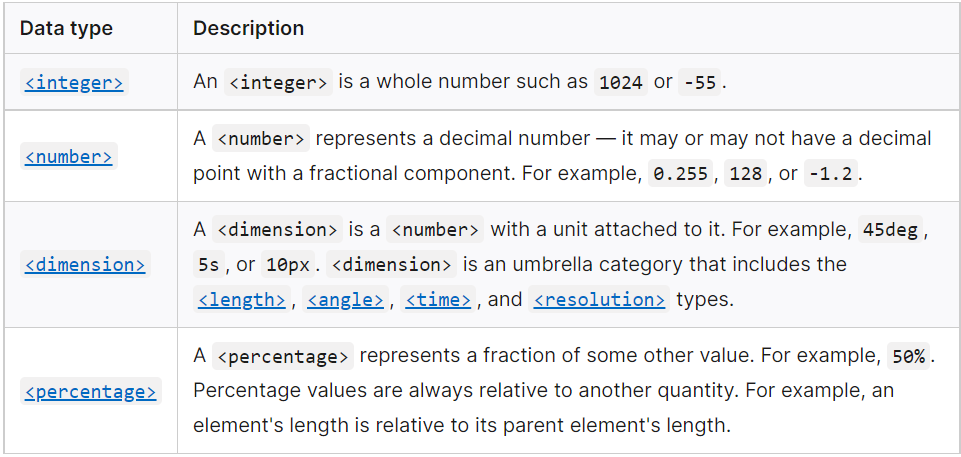 Data type Description
<integer> An <integer> is a whole number such as 1024 or -55.
A <number> represents a decimal number — it may or may not have a decimal
<number>
point with a fractional component. For example, 0.255, 128, or -1.2.
A <dimension> is a <number> with a unit attached to it. For example, 45deg,
<dimension> 5s, or 10px. <dimension> is an umbrella category that includes the
<length>, <angle>, <time>, and <resolution> types.
A <percentage> represents a fraction of some other value. For example, 50%.
<percentage> Percentage values are always relative to another quantity. For example, an
element's length is relative to its parent element's length.